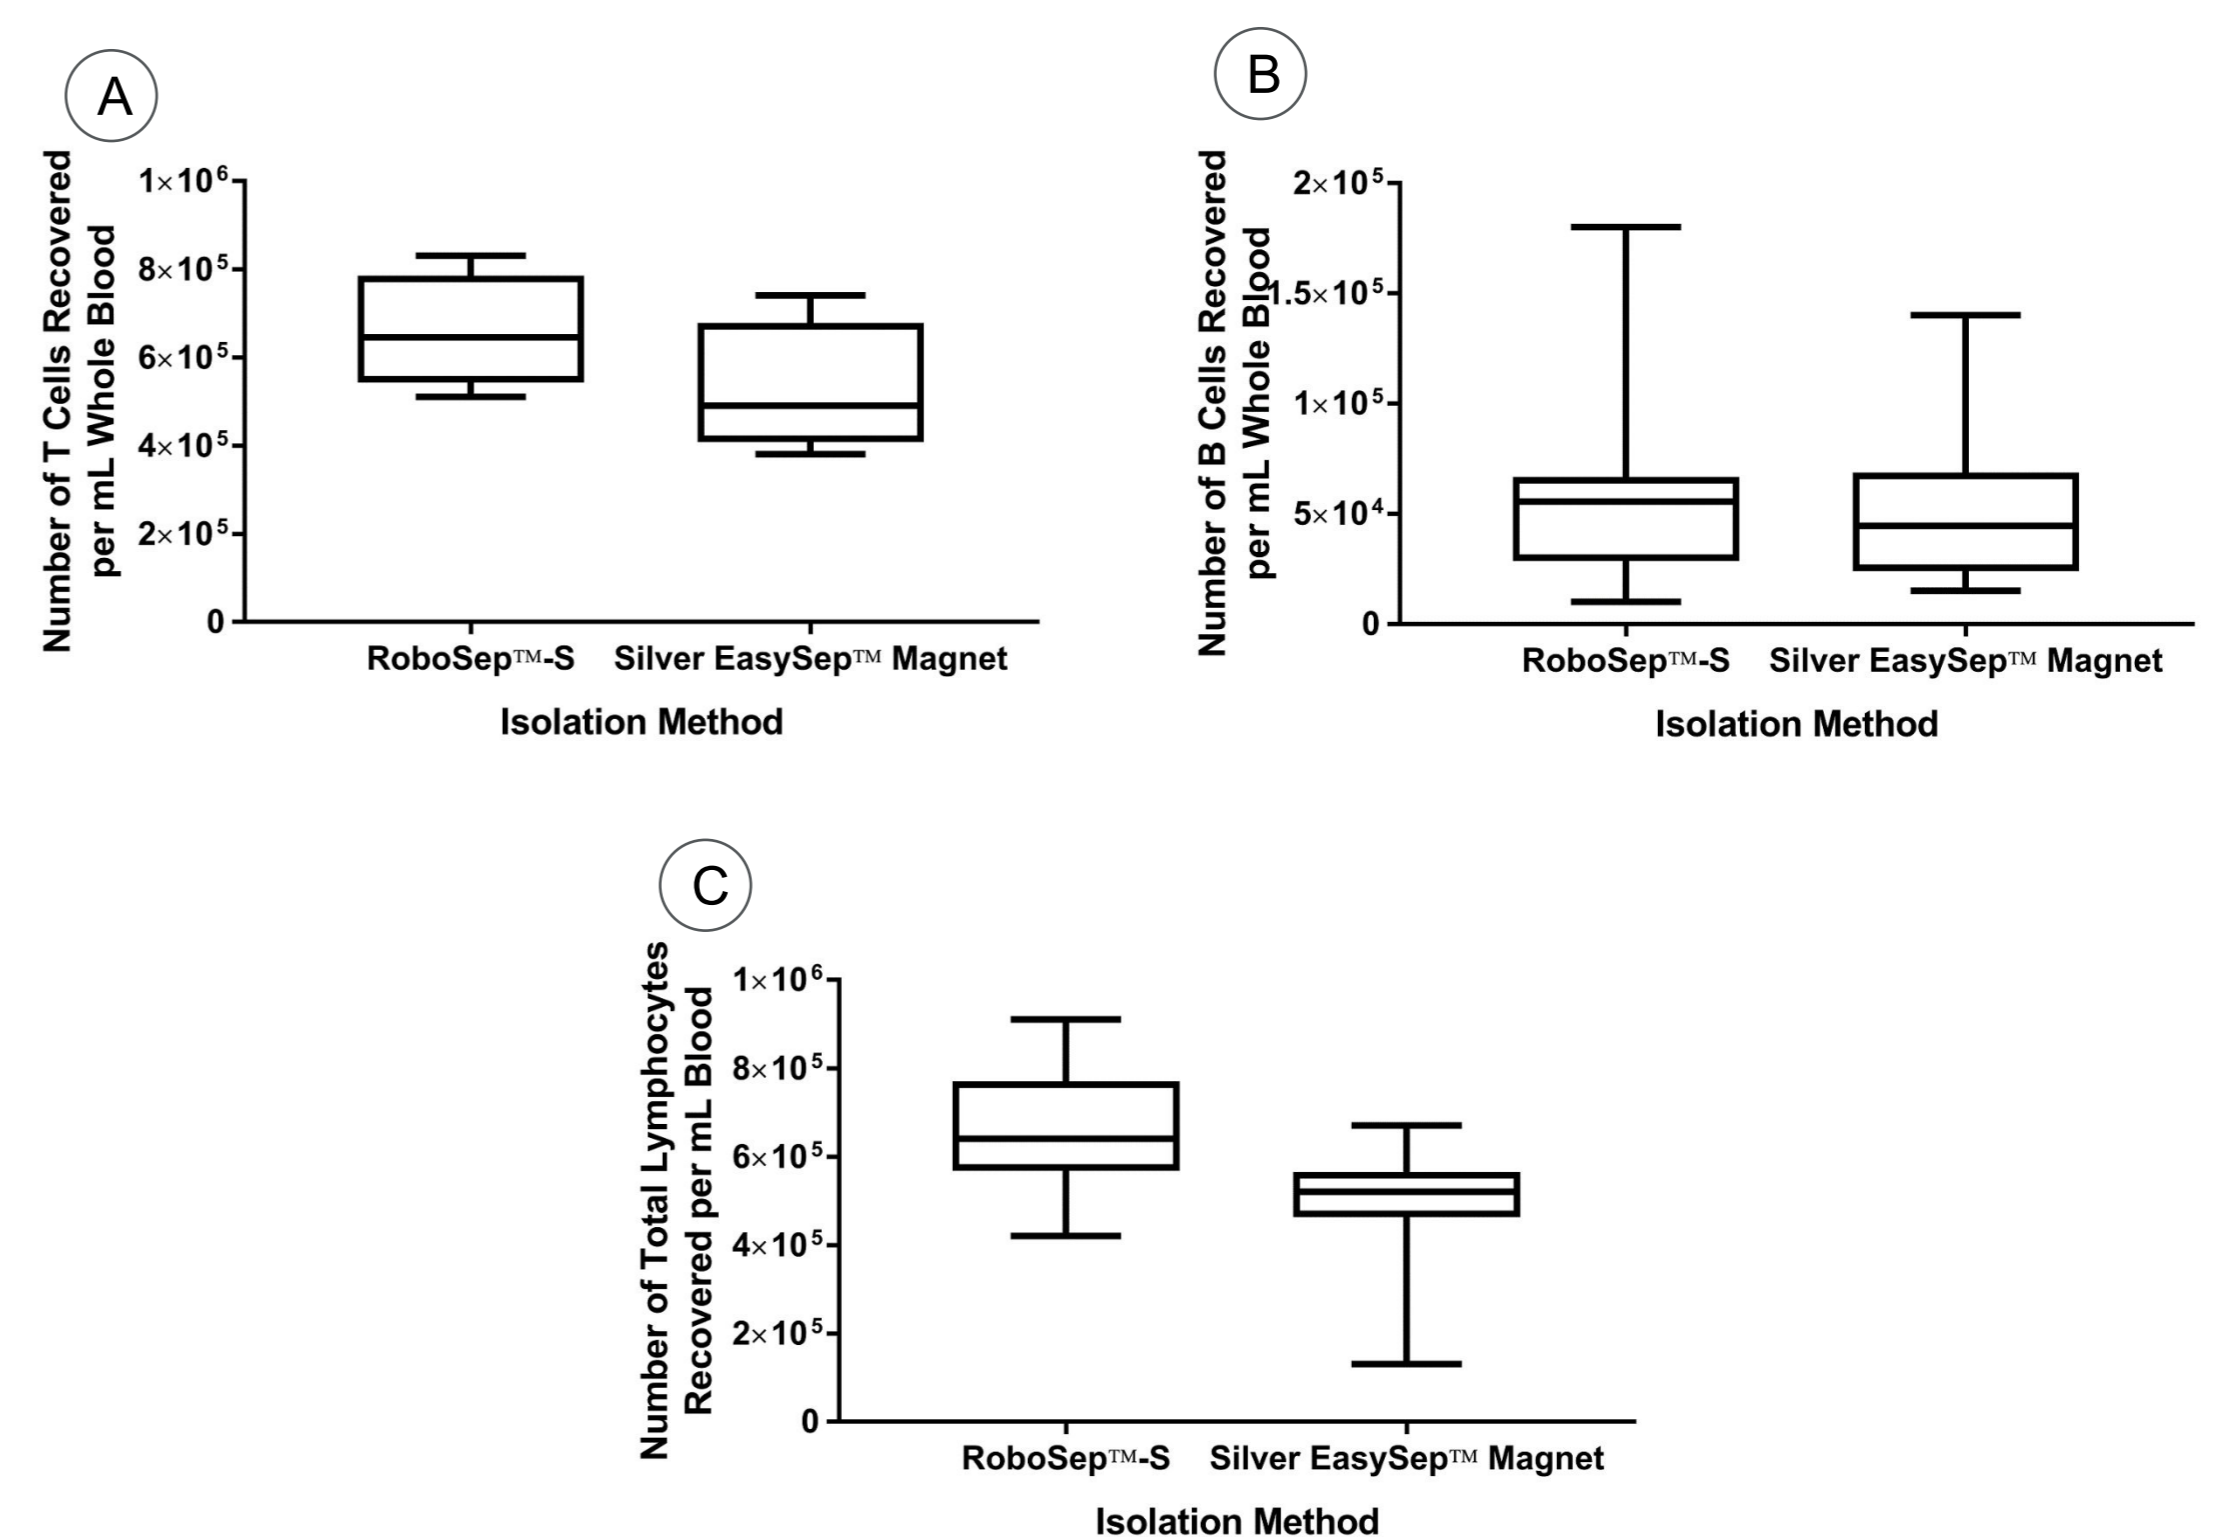 A
Number of T Cells Recovered
per mL Whole Blood
1×10⁶
8×10⁵
6×10⁵
4×10⁵
2×10⁵
0
RoboSep™-S Silver EasySep™ Magnet
Isolation Method
B
Number of B Cells Recovered
per mL Whole Blood
2×10⁵
1.5×10⁵
1×10⁵
5×10⁴
0
RoboSep™-S Silver EasySep™ Magnet
Isolation Method
C
Number of Total Lymphocytes
Recovered per mL Blood
1×10⁶
8×10⁵
6×10⁵
4×10⁵
2×10⁵
0
RoboSep™-S Silver EasySep™ Magnet
Isolation Method